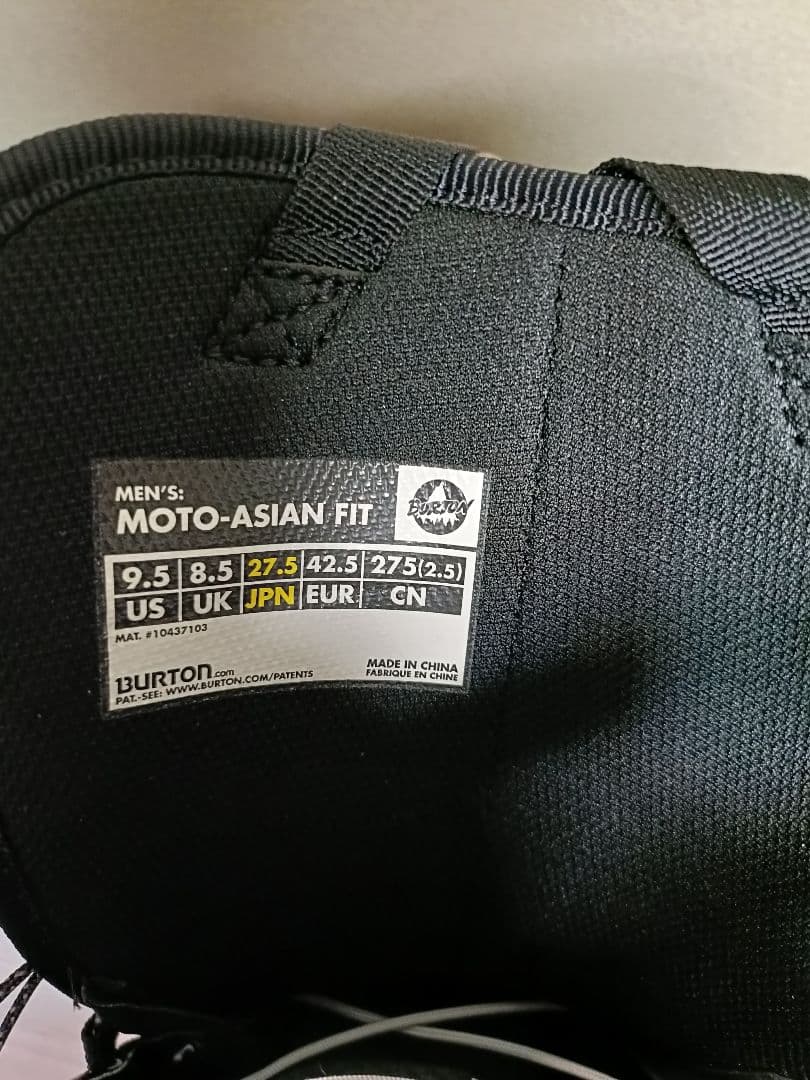 MEN'S:
MOTO-ASIAN FIT
BURTON
9.5 8.5 27.5 42.5 275(2.5)
US UK JPN EUR CN
MAT. #10437103
BURTON.com
PAT.-SEE: WWW.BURTON.COM/PATENTS
MADE IN CHINA
FABRIQUE EN CHINE